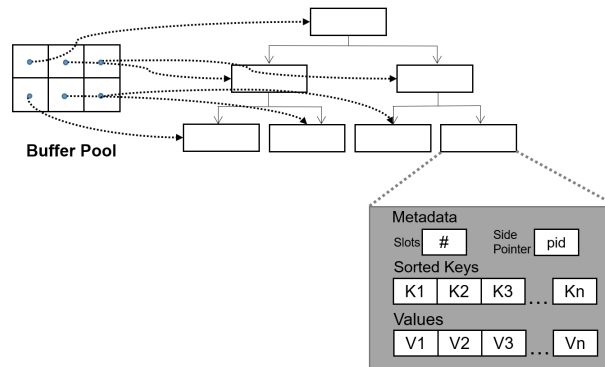 Buffer Pool
Metadata
Slots # Side Pointer pid
Sorted Keys
K1 K2 K3 ... Kn
Values
V1 V2 V3 ... Vn